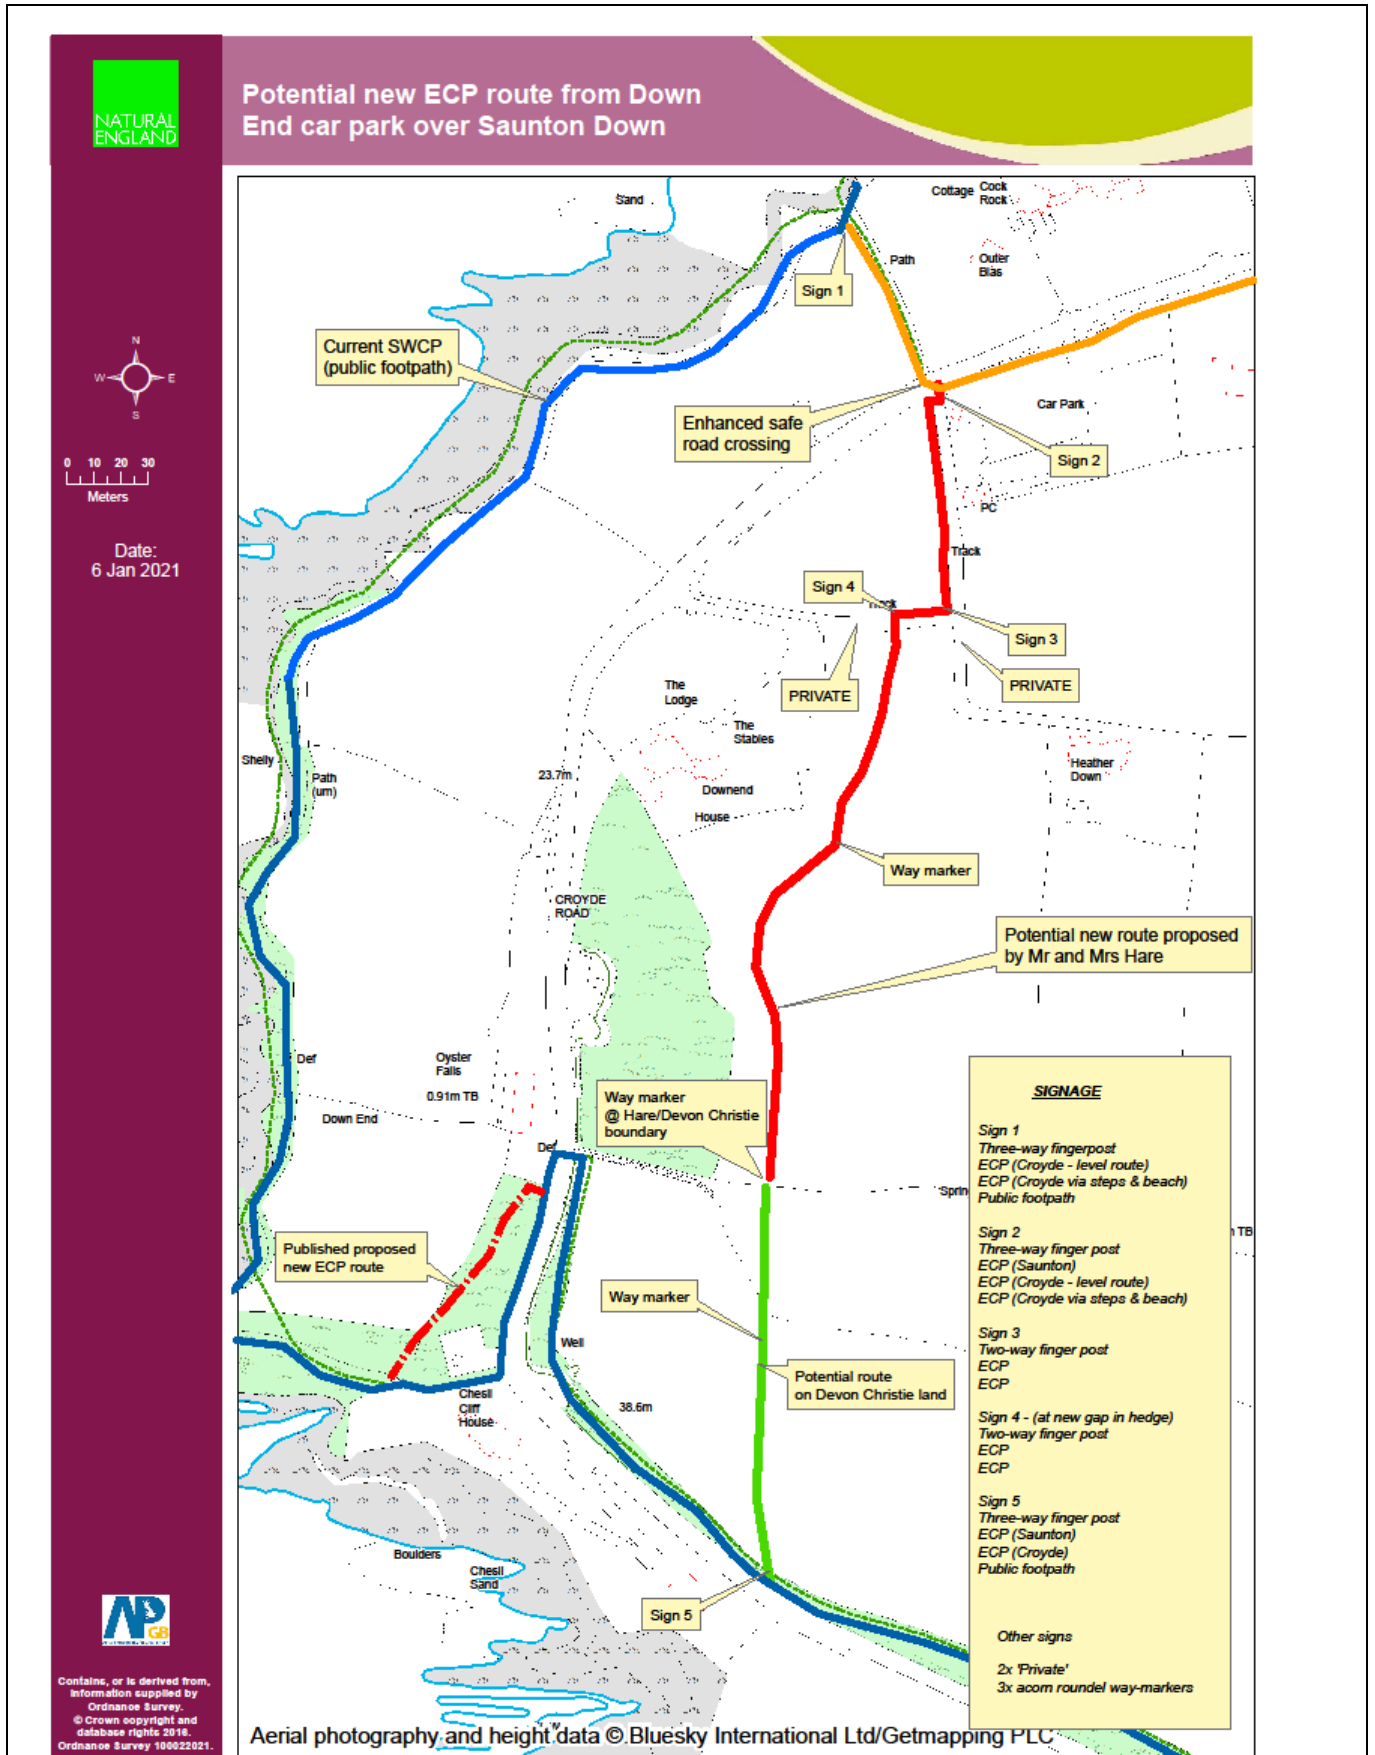 NATURAL
ENGLAND
Potential new ECP route from Down
End car park over Saunton Down
N
W
E
S
0 10 20 30
Meters
Date:
6 Jan 2021
Sand
Cottage
Cock
Rock
Path
Outer
Blas
Sign 1
Current SWCP
(public footpath)
Enhanced safe
road crossing
Car Park
Sign 2
PC
Track
Sign 4
Track
Sign 3
PRIVATE
PRIVATE
The
Lodge
The
Stables
Shelly
Path
(um)
23.7m
Downend
House
Heather
Down
Way marker
CROYDE
ROAD
Potential new route proposed
by Mr and Mrs Hare
Def
Oyster
Falls
0.91m TB
Down End
Way marker
@ Hare/Devon Christie
boundary
Def
Sprin
m TB
Published proposed
new ECP route
Way marker
Well
Potential route
on Devon Christie land
Chesil
Cliff
House
38.6m
Boulders
Chesil
Sand
Sign 5
SIGNAGE
Sign 1
Three-way fingerpost
ECP (Croyde - level route)
ECP (Croyde via steps & beach)
Public footpath
Sign 2
Three-way finger post
ECP (Saunton)
ECP (Croyde - level route)
ECP (Croyde via steps & beach)
Sign 3
Two-way finger post
ECP
ECP
Sign 4 - (at new gap in hedge)
Two-way finger post
ECP
ECP
Sign 5
Three-way finger post
ECP (Saunton)
ECP (Croyde)
Public footpath
Other signs
2x 'Private'
3x acorn roundel way-markers
AP
GB
Contains, or is derived from,
information supplied by
Ordnance Survey.
© Crown copyright and
database rights 2016.
Ordnance Survey 100022021.
Aerial photography and height data © Bluesky International Ltd/Getmapping PLC